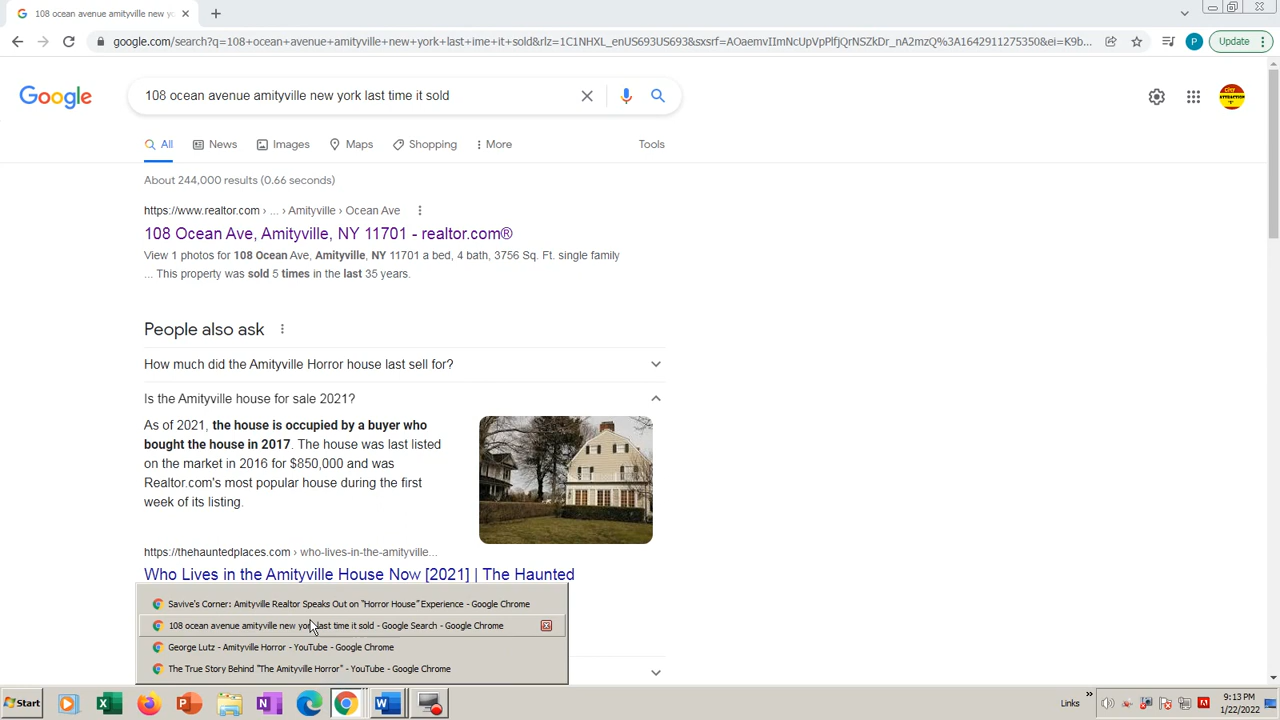 108 ocean avenue amityville new yo
google.com/search?q=108+ocean+avenue+amityville+new+york+last+ime+it+sold&rlz=1C1NHXL_enUS693US693&sxsrf=AOaemvIImNcUpVpPlfjQrNSZkDr_nA2mzQ%3A1642911275350&ei=K9b...
P
Update
Google
108 ocean avenue amityville new york last time it sold
CITY
ATTRACTION
All
News
Images
Maps
Shopping
More
Tools
About 244,000 results (0.66 seconds)
https://www.realtor.com › ... › Amityville › Ocean Ave
108 Ocean Ave, Amityville, NY 11701 - realtor.com®
View 1 photos for 108 Ocean Ave, Amityville, NY 11701 a bed, 4 bath, 3756 Sq. Ft. single family
... This property was sold 5 times in the last 35 years.
People also ask
How much did the Amityville Horror house last sell for?
Is the Amityville house for sale 2021?
As of 2021, the house is occupied by a buyer who
bought the house in 2017. The house was last listed
on the market in 2016 for $850,000 and was
Realtor.com's most popular house during the first
week of its listing.
https://thehauntedplaces.com › who-lives-in-the-amityville...
Who Lives in the Amityville House Now [2021] | The Haunted
Savive's Corner: Amityville Realtor Speaks Out on "Horror House" Experience - Google Chrome
108 ocean avenue amityville new york last time it sold - Google Search - Google Chrome
George Lutz - Amityville Horror - YouTube - Google Chrome
The True Story Behind "The Amityville Horror" - YouTube - Google Chrome
Start
Links
»
9:13 PM
1/22/2022